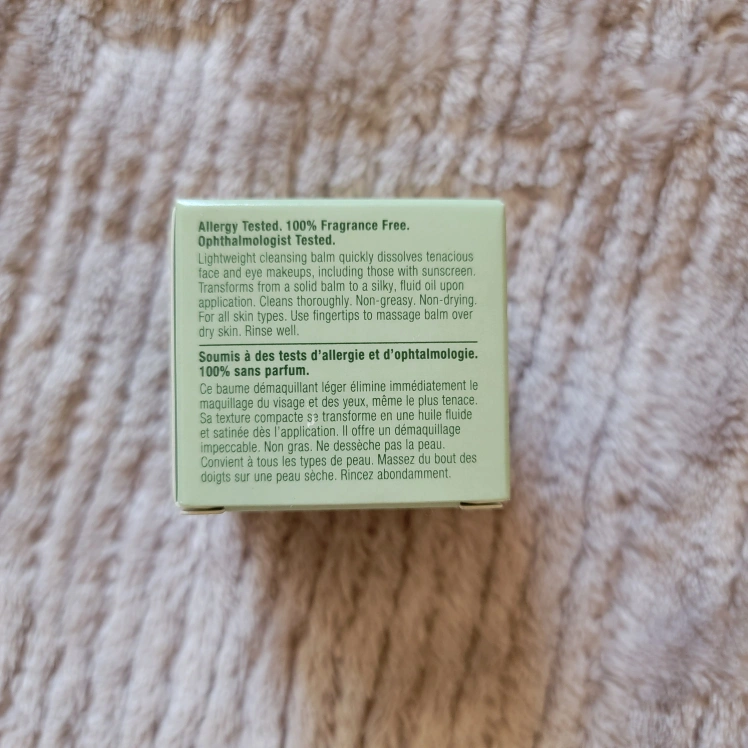 Allergy Tested. 100% Fragrance Free.
Ophthalmologist Tested.
Lightweight cleansing balm quickly dissolves tenacious
face and eye makeups, including those with sunscreen.
Transforms from a solid balm to a silky, fluid oil upon
application. Cleans thoroughly. Non-greasy. Non-drying.
For all skin types. Use fingertips to massage balm over
dry skin. Rinse well.
Soumis à des tests d'allergie et d'ophtalmologie.
100% sans parfum.
Ce baume démaquillant léger élimine immédiatement le
maquillage du visage et des yeux, même le plus tenace.
Sa texture compacte se transforme en une huile fluide
et satinée dès l'application. Il offre un démaquillage
impeccable. Non gras. Ne dessèche pas la peau.
Convient à tous les types de peau. Massez du bout des
doigts sur une peau sèche. Rincez abondamment.